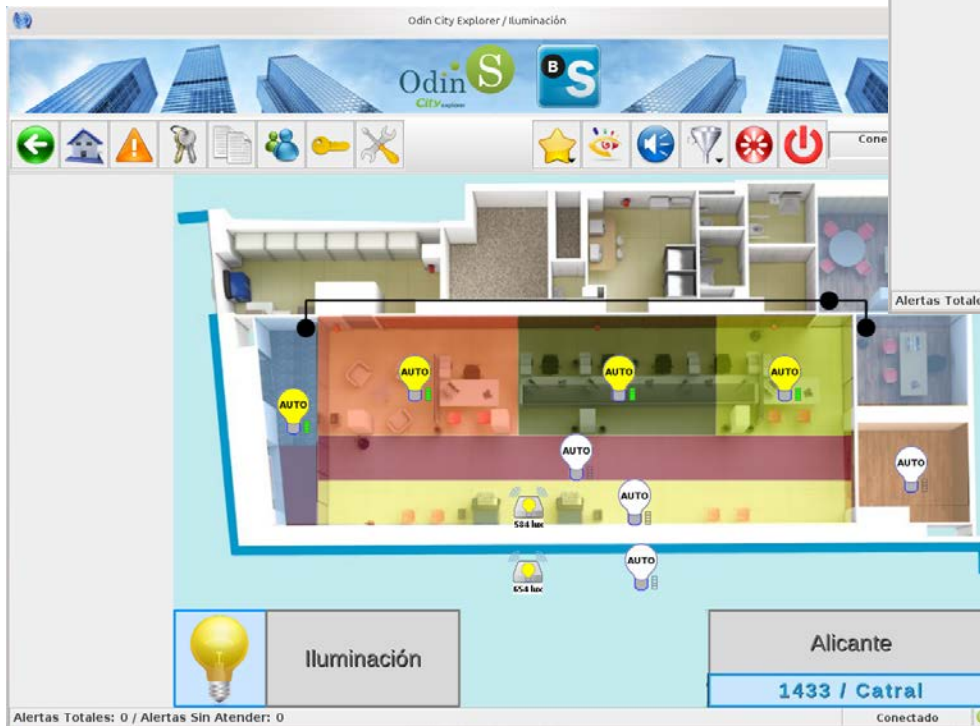 Odin City Explorer / Iluminación
Odin S
City explorer
B S
Cone
Alertas Totale
AUTO
AUTO
AUTO
AUTO
AUTO
AUTO
AUTO
584 lux
AUTO
654 lux
Iluminación
Alicante
1433 / Catral
Alertas Totales: 0 / Alertas Sin Atender: 0
Conectado